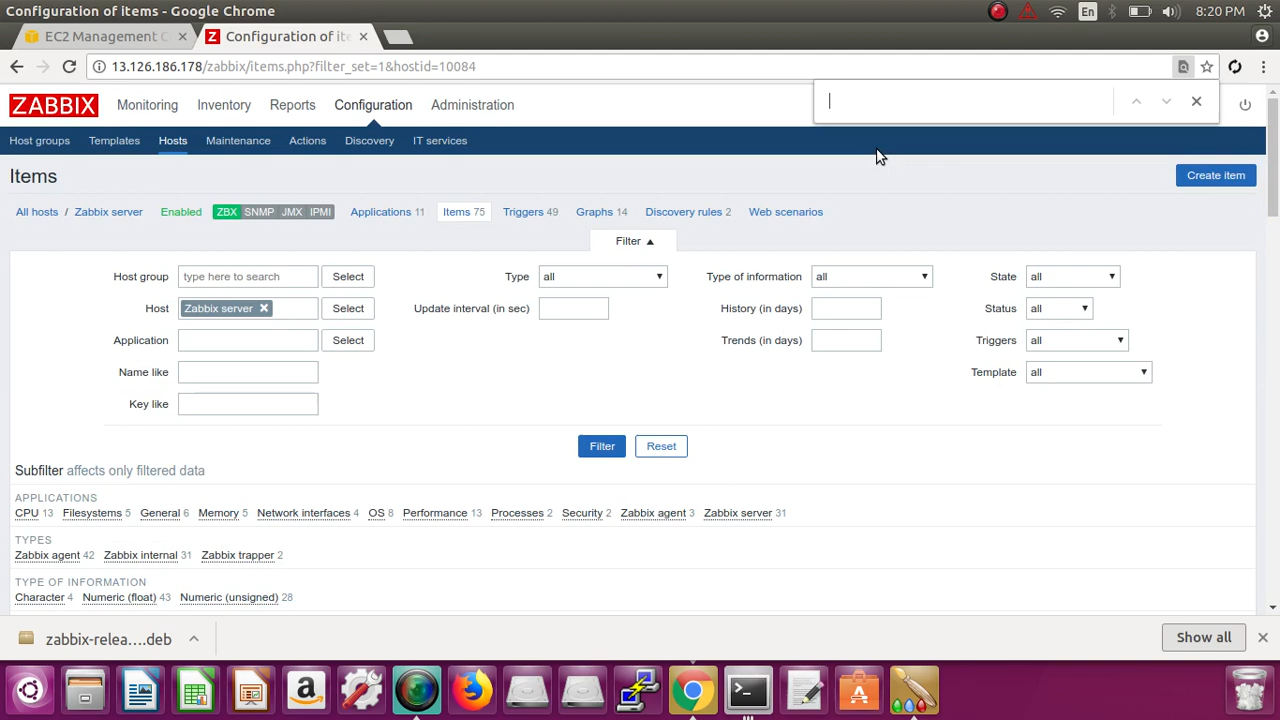 Configuration of items - Google Chrome
En
8:20 PM
EC2 Management C
Configuration of ite
13.126.186.178/zabbix/items.php?filter_set=1&hostid=10084
ZABBIX
Monitoring Inventory Reports Configuration Administration
Host groups Templates Hosts Maintenance Actions Discovery IT services
Items
Create item
All hosts / Zabbix server Enabled ZBX SNMP JMX IPMI Applications 11 Items 75 Triggers 49 Graphs 14 Discovery rules 2 Web scenarios
Filter ▲
Host group type here to search Select Type all Type of information all State all
Host Zabbix server Select Update interval (in sec) History (in days) Status all
Application Select Trends (in days) Triggers all
Name like Template all
Key like
Filter Reset
Subfilter affects only filtered data
APPLICATIONS
CPU 13 Filesystems 5 General 6 Memory 5 Network interfaces 4 OS 8 Performance 13 Processes 2 Security 2 Zabbix agent 3 Zabbix server 31
TYPES
Zabbix agent 42 Zabbix internal 31 Zabbix trapper 2
TYPE OF INFORMATION
Character 4 Numeric (float) 43 Numeric (unsigned) 28
zabbix-relea....deb
Show all